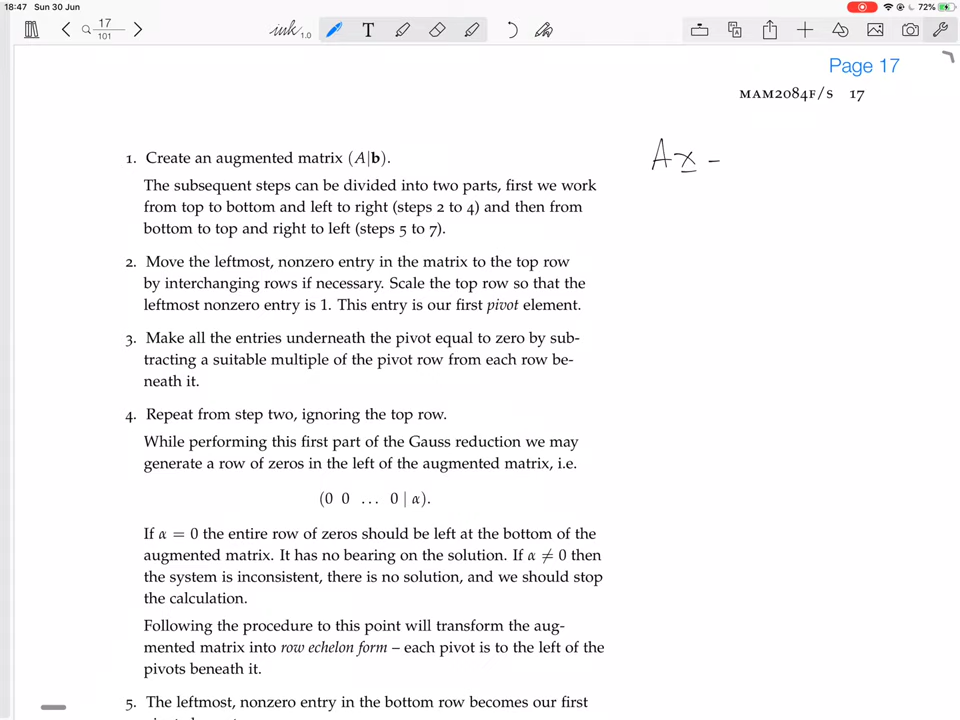 18:47 Sun 30 Jun
72%
17
101
ink 1.0
T
Page 17
MAM2084F/S 17
1. Create an augmented matrix (A|b).
Ax̲ –
The subsequent steps can be divided into two parts, first we work
from top to bottom and left to right (steps 2 to 4) and then from
bottom to top and right to left (steps 5 to 7).
2. Move the leftmost, nonzero entry in the matrix to the top row
by interchanging rows if necessary. Scale the top row so that the
leftmost nonzero entry is 1. This entry is our first pivot element.
3. Make all the entries underneath the pivot equal to zero by sub-
tracting a suitable multiple of the pivot row from each row be-
neath it.
4. Repeat from step two, ignoring the top row.
While performing this first part of the Gauss reduction we may
generate a row of zeros in the left of the augmented matrix, i.e.
(0 0 … 0 | α).
If α = 0 the entire row of zeros should be left at the bottom of the
augmented matrix. It has no bearing on the solution. If α ≠ 0 then
the system is inconsistent, there is no solution, and we should stop
the calculation.
Following the procedure to this point will transform the aug-
mented matrix into row echelon form – each pivot is to the left of the
pivots beneath it.
5. The leftmost, nonzero entry in the bottom row becomes our first